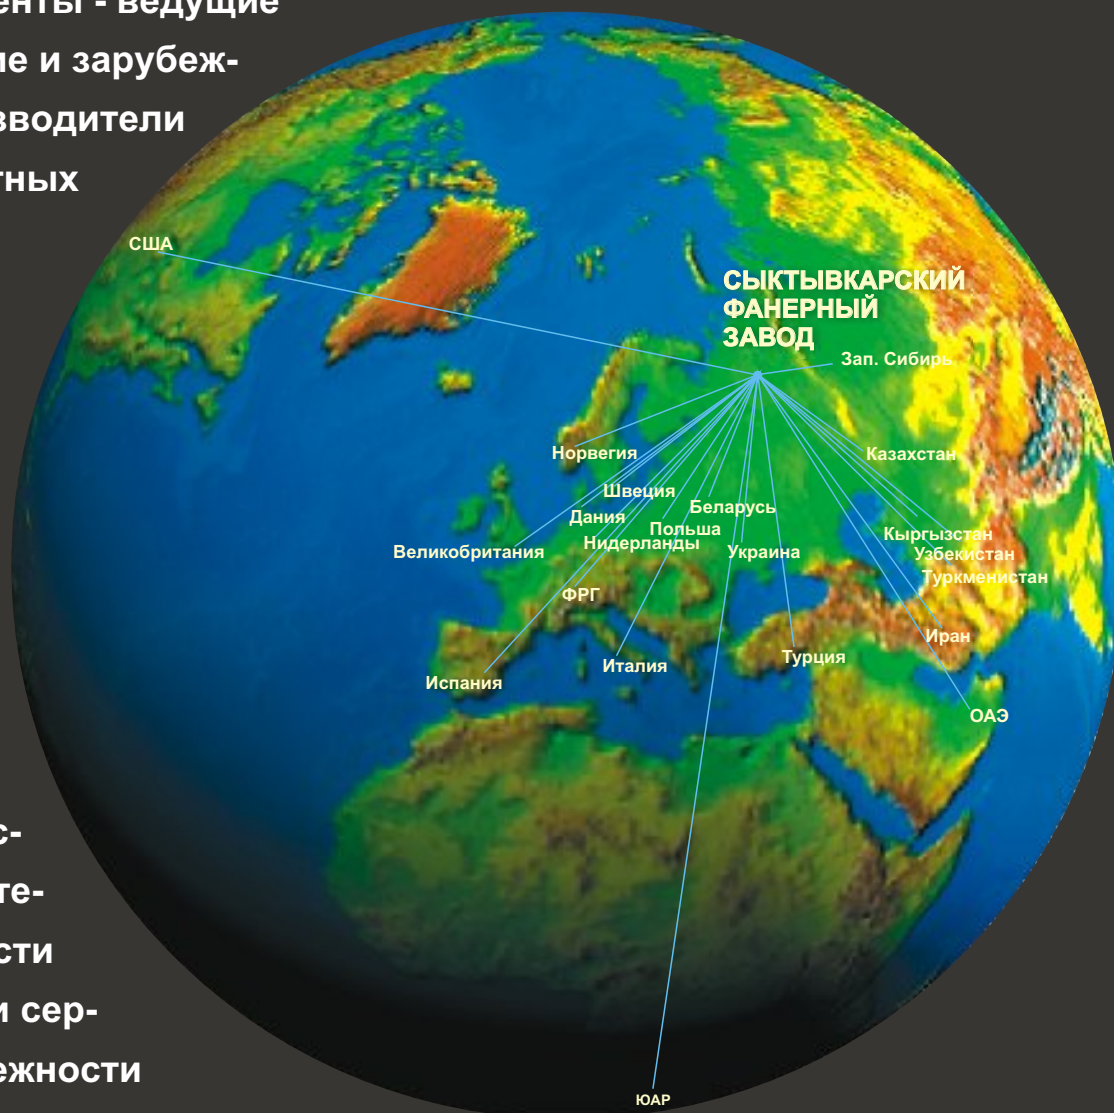 енты - ведущие
ие и зарубеж-
зводители
тных
США
СЫКТЫВКАРСКИЙ
ФАНЕРНЫЙ
ЗАВОД
Зап. Сибирь
Норвегия
Казахстан
Швеция
Беларусь
Дания
Польша
Кыргызстан
Нидерланды
Великобритания
Украина
Узбекистан
Туркменистан
ФРГ
Иран
Турция
Италия
Испания
ОАЭ
с-
те-
сти
и сер-
ежности
ЮАР